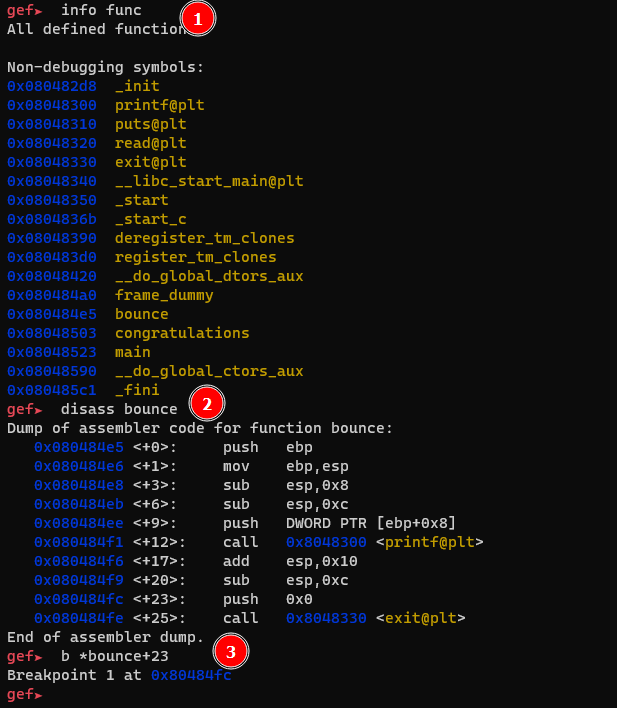 gef➤  info func
1
All defined function
Non-debugging symbols:
0x080482d8  _init
0x08048300  printf@plt
0x08048310  puts@plt
0x08048320  read@plt
0x08048330  exit@plt
0x08048340  __libc_start_main@plt
0x08048350  _start
0x0804836b  _start_c
0x08048390  deregister_tm_clones
0x080483d0  register_tm_clones
0x08048420  __do_global_dtors_aux
0x080484a0  frame_dummy
0x080484e5  bounce
0x08048503  congratulations
0x08048523  main
0x08048590  __do_global_ctors_aux
0x080485c1  _fini
gef➤  disass bounce
2
Dump of assembler code for function bounce:
   0x080484e5 <+0>:     push   ebp
   0x080484e6 <+1>:     mov    ebp,esp
   0x080484e8 <+3>:     sub    esp,0x8
   0x080484eb <+6>:     sub    esp,0xc
   0x080484ee <+9>:     push   DWORD PTR [ebp+0x8]
   0x080484f1 <+12>:    call   0x8048300 <printf@plt>
   0x080484f6 <+17>:    add    esp,0x10
   0x080484f9 <+20>:    sub    esp,0xc
   0x080484fc <+23>:    push   0x0
   0x080484fe <+25>:    call   0x8048330 <exit@plt>
End of assembler dump.
gef➤  b *bounce+23
3
Breakpoint 1 at 0x80484fc
gef➤